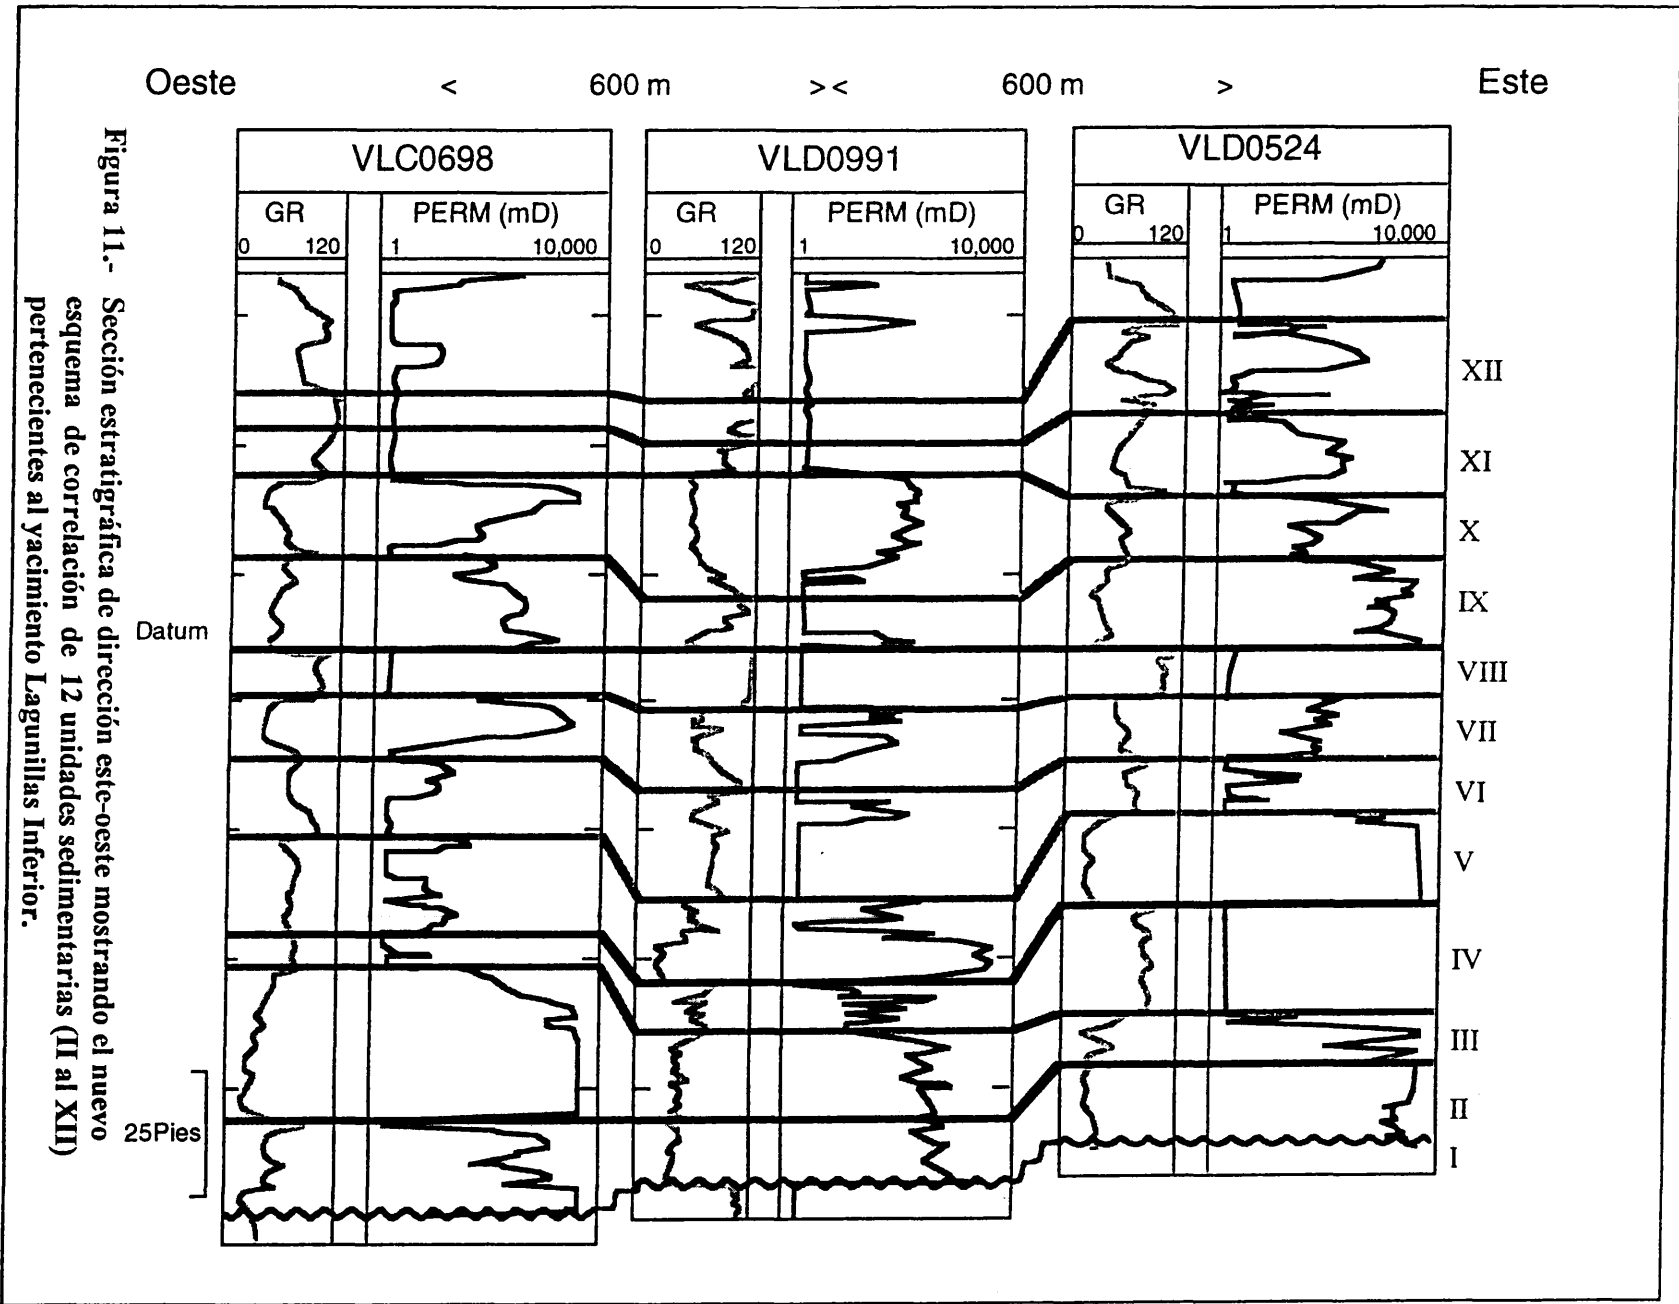 Oeste < 600 m > < 600 m > Este
VLC0698 VLD0991 VLD0524
GR PERM (mD) GR PERM (mD) GR PERM (mD)
0 120 1 10,000 0 120 1 10,000 0 120 1 10,000
XII
XI
X
IX
Datum
VIII
VII
VI
V
IV
III
II
25Pies
I
Figura 11.- Sección estratigráfica de dirección este-oeste mostrando el nuevo
esquema de correlación de 12 unidades sedimentarias (II al XII)
pertenecientes al yacimiento Lagunillas Inferior.